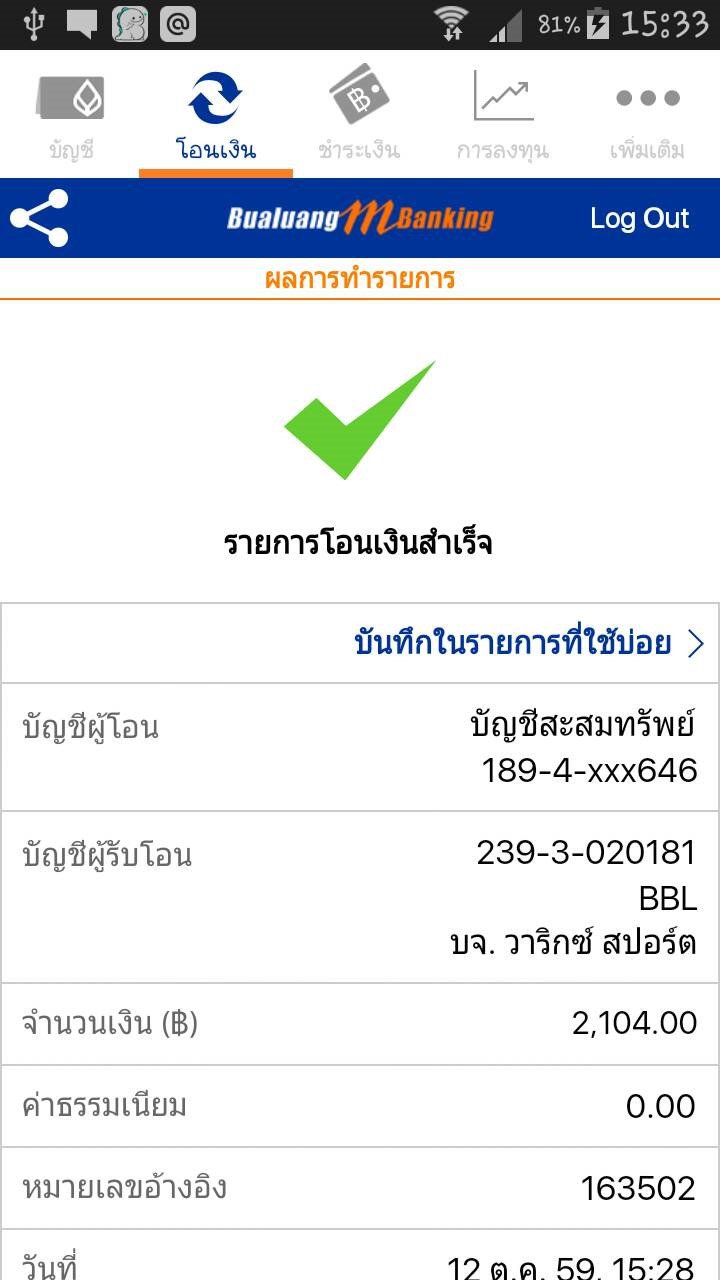 81% 15:33
บัญชี โอนเงิน ชำระเงิน การลงทุน เพิ่มเติม
Bualuang mBanking Log Out
ผลการทำรายการ
รายการโอนเงินสำเร็จ
บันทึกในรายการที่ใช้บ่อย
บัญชีผู้โอน บัญชีสะสมทรัพย์
189-4-xxx646
บัญชีผู้รับโอน 239-3-020181
BBL
บจ. วาริกซ์ สปอร์ต
จำนวนเงิน (฿) 2,104.00
ค่าธรรมเนียม 0.00
หมายเลขอ้างอิง 163502
วันที่ 12 ต.ค. 59, 15:28